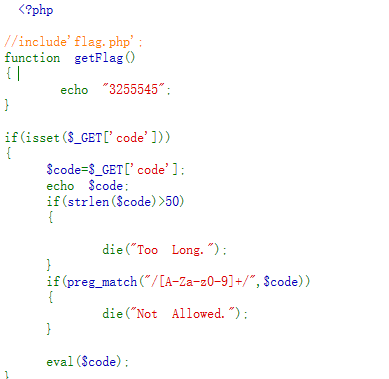 <?php
//include'flag.php';
function getFlag()
{
echo "3255545";
}
if(isset($_GET['code']))
{
$code=$_GET['code'];
echo $code;
if(strlen($code)>50)
{
die("Too Long.");
}
if(preg_match("/[A-Za-z0-9]+/",$code))
{
die("Not Allowed.");
}
eval($code);
}